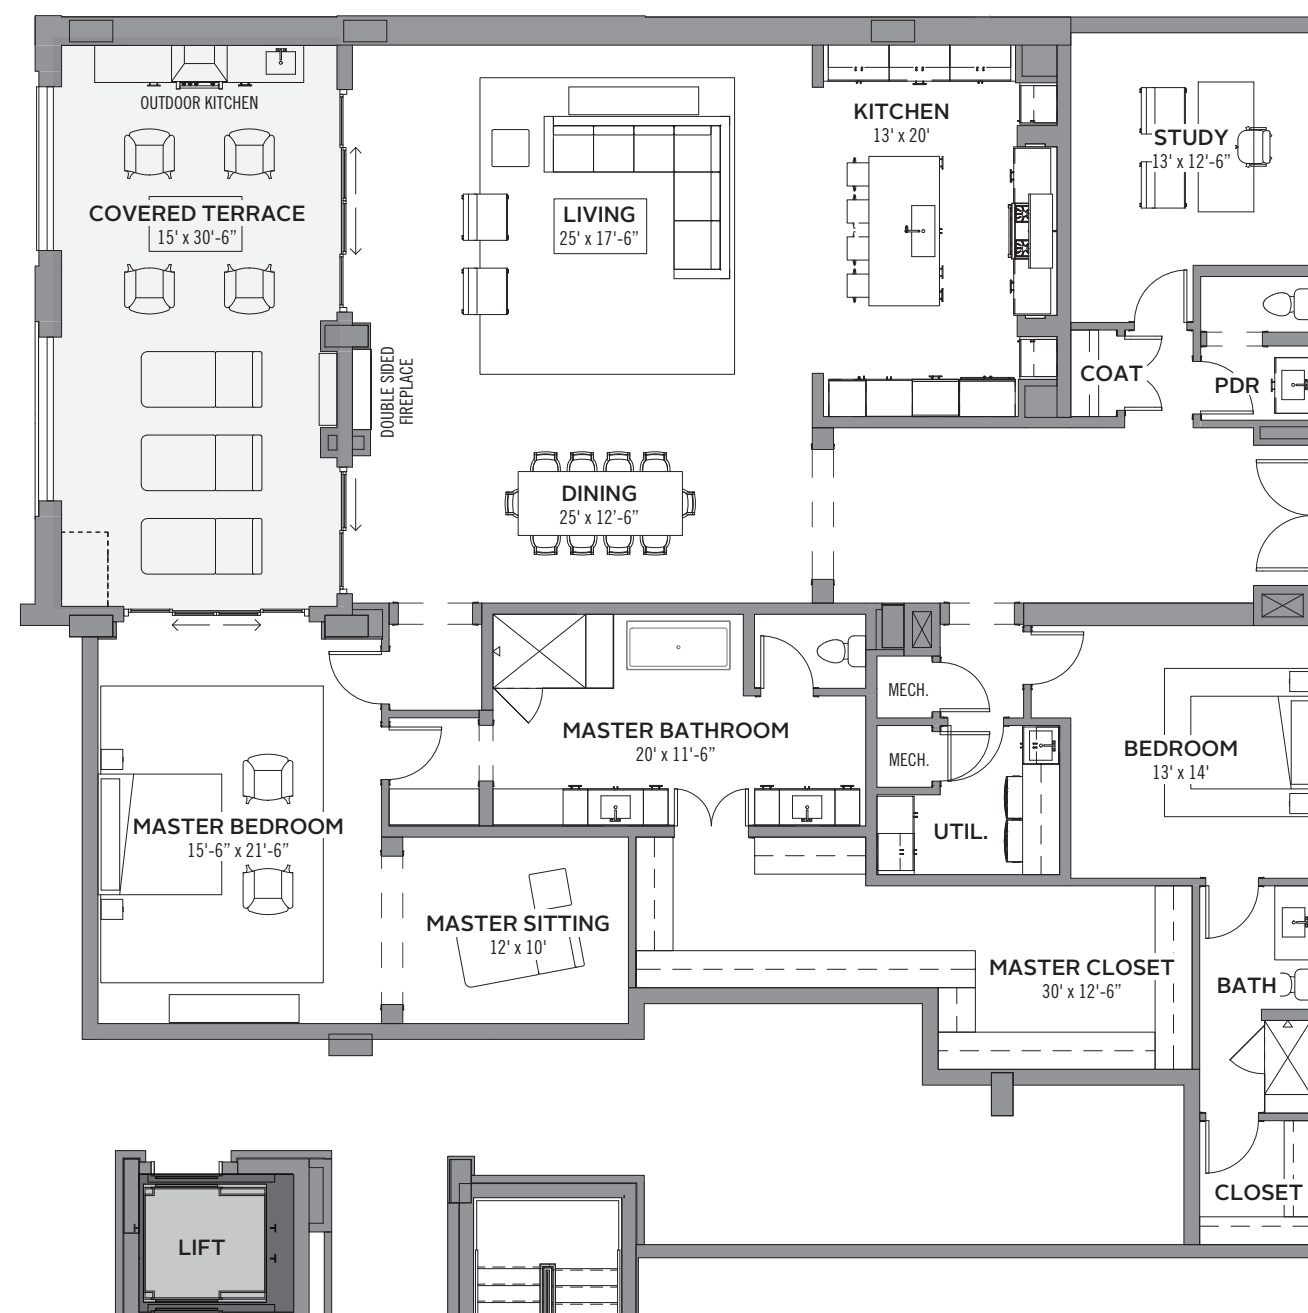 OUTDOOR KITCHEN
COVERED TERRACE
15' x 30'-6”
LIVING
25' x 17'-6”
KITCHEN
13' x 20'
STUDY
13' x 12'-6”
DOUBLE SIDED
FIREPLACE
COAT
PDR
DINING
25' x 12’-6”
MECH.
MASTER BATHROOM
20' x 11'-6”
MECH.
BEDROOM
13' x 14'
MASTER BEDROOM
15'-6” x 21'-6”
UTIL.
MASTER SITTING
12' x 10'
MASTER CLOSET
30' x 12'-6”
BATH
CLOSET
LIFT